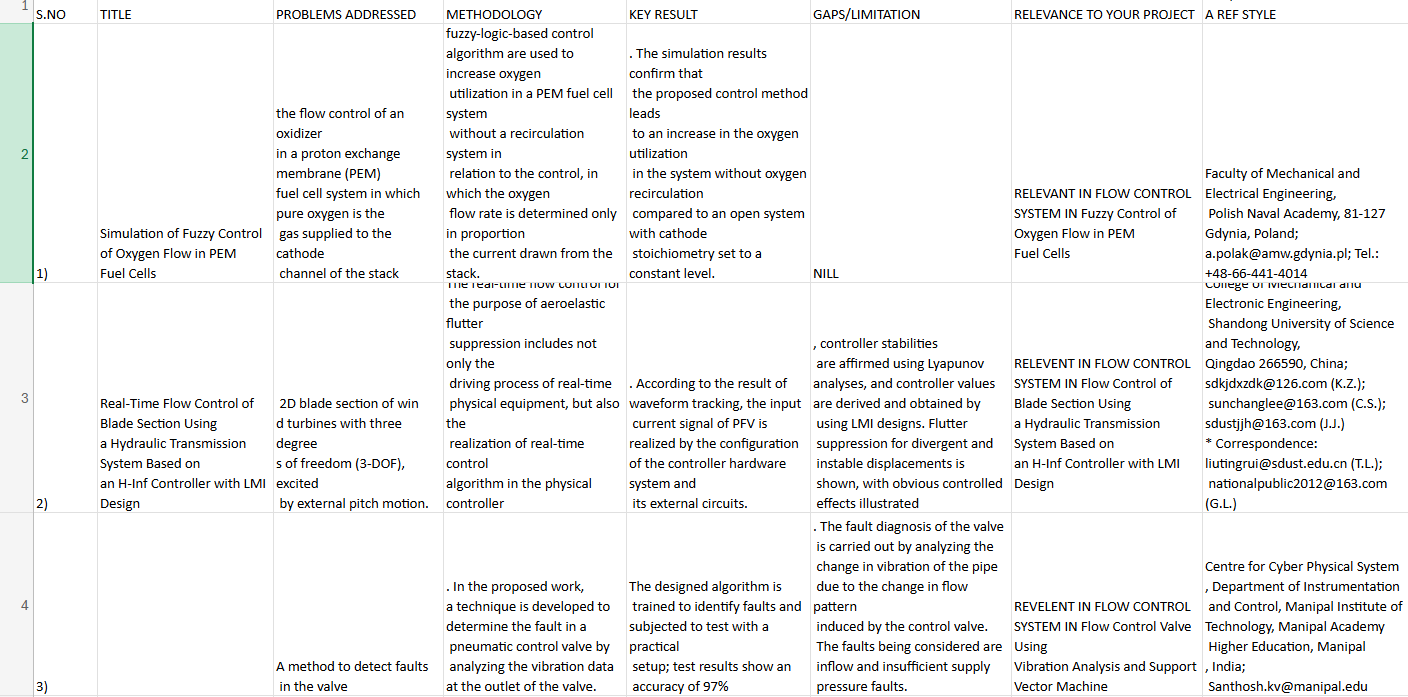 1
S.NO
TITLE
PROBLEMS ADDRESSED
METHODOLOGY
KEY RESULT
GAPS/LIMITATION
RELEVANCE TO YOUR PROJECT
A REF STYLE
2
1)
Simulation of Fuzzy Control
of Oxygen Flow in PEM
Fuel Cells
the flow control of an
oxidizer
in a proton exchange
membrane (PEM)
fuel cell system in which
pure oxygen is the
gas supplied to the
cathode
channel of the stack
fuzzy-logic-based control
algorithm are used to
increase oxygen
utilization in a PEM fuel cell
system
without a recirculation
system in
relation to the control, in
which the oxygen
flow rate is determined only
in proportion
the current drawn from the
stack.
. The simulation results
confirm that
the proposed control method
leads
to an increase in the oxygen
utilization
in the system without oxygen
recirculation
compared to an open system
with cathode
stoichiometry set to a
constant level.
NILL
RELEVANT IN FLOW CONTROL
SYSTEM IN Fuzzy Control of
Oxygen Flow in PEM
Fuel Cells
Faculty of Mechanical and
Electrical Engineering,
Polish Naval Academy, 81-127
Gdynia, Poland;
a.polak@amw.gdynia.pl; Tel.:
+48-66-441-4014
3
2)
Real-Time Flow Control of
Blade Section Using
a Hydraulic Transmission
System Based on
an H-Inf Controller with LMI
Design
2D blade section of win
d turbines with three
degree
s of freedom (3-DOF),
excited
by external pitch motion.
The real-time flow control for
the purpose of aeroelastic
flutter
suppression includes not
only the
driving process of real-time
physical equipment, but also
the
realization of real-time
control
algorithm in the physical
controller
. According to the result of
waveform tracking, the input
current signal of PFV is
realized by the configuration
of the controller hardware
system and
its external circuits.
, controller stabilities
are affirmed using Lyapunov
analyses, and controller values
are derived and obtained by
using LMI designs. Flutter
suppression for divergent and
instable displacements is
shown, with obvious controlled
effects illustrated
RELEVENT IN FLOW CONTROL
SYSTEM IN Flow Control of
Blade Section Using
a Hydraulic Transmission
System Based on
an H-Inf Controller with LMI
Design
College of Mechanical and
Electronic Engineering,
Shandong University of Science
and Technology,
Qingdao 266590, China;
sdkjdxzdk@126.com (K.Z.);
sunchanglee@163.com (C.S.);
sdustjjh@163.com (J.J.)
* Correspondence:
liutingrui@sdust.edu.cn (T.L.);
nationalpublic2012@163.com
(G.L.)
4
3)
A method to detect faults
in the valve
. In the proposed work,
a technique is developed to
determine the fault in a
pneumatic control valve by
analyzing the vibration data
at the outlet of the valve.
The designed algorithm is
trained to identify faults and
subjected to test with a
practical
setup; test results show an
accuracy of 97%
. The fault diagnosis of the valve
is carried out by analyzing the
change in vibration of the pipe
due to the change in flow
pattern
induced by the control valve.
The faults being considered are
inflow and insufficient supply
pressure faults.
REVELENT IN FLOW CONTROL
SYSTEM IN Flow Control Valve
Using
Vibration Analysis and Support
Vector Machine
Centre for Cyber Physical System
, Department of Instrumentation
and Control, Manipal Institute of
Technology, Manipal Academy
Higher Education, Manipal
, India;
Santhosh.kv@manipal.edu